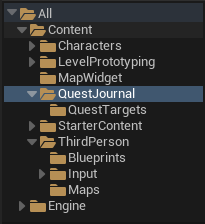 All
Content
Characters
LevelPrototyping
MapWidget
QuestJournal
QuestTargets
StarterContent
ThirdPerson
Blueprints
Input
Maps
Engine